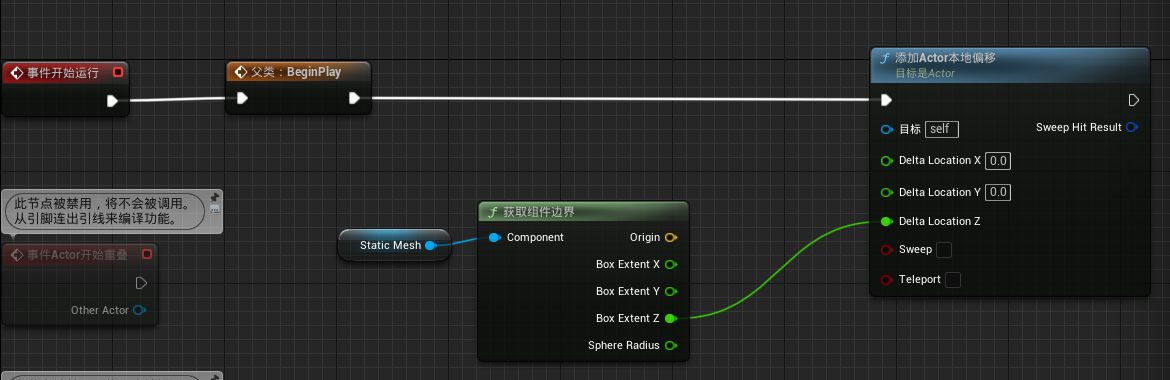 事件开始运行
父类：BeginPlay
添加Actor本地偏移
目标是Actor
目标 self
Sweep Hit Result
Delta Location X 0.0
Delta Location Y 0.0
Delta Location Z
Sweep
Teleport
此节点被禁用，将不会被调用。
从引脚连出引线来编译功能。
事件Actor开始重叠
Other Actor
Static Mesh
获取组件边界
Component
Origin
Box Extent X
Box Extent Y
Box Extent Z
Sphere Radius